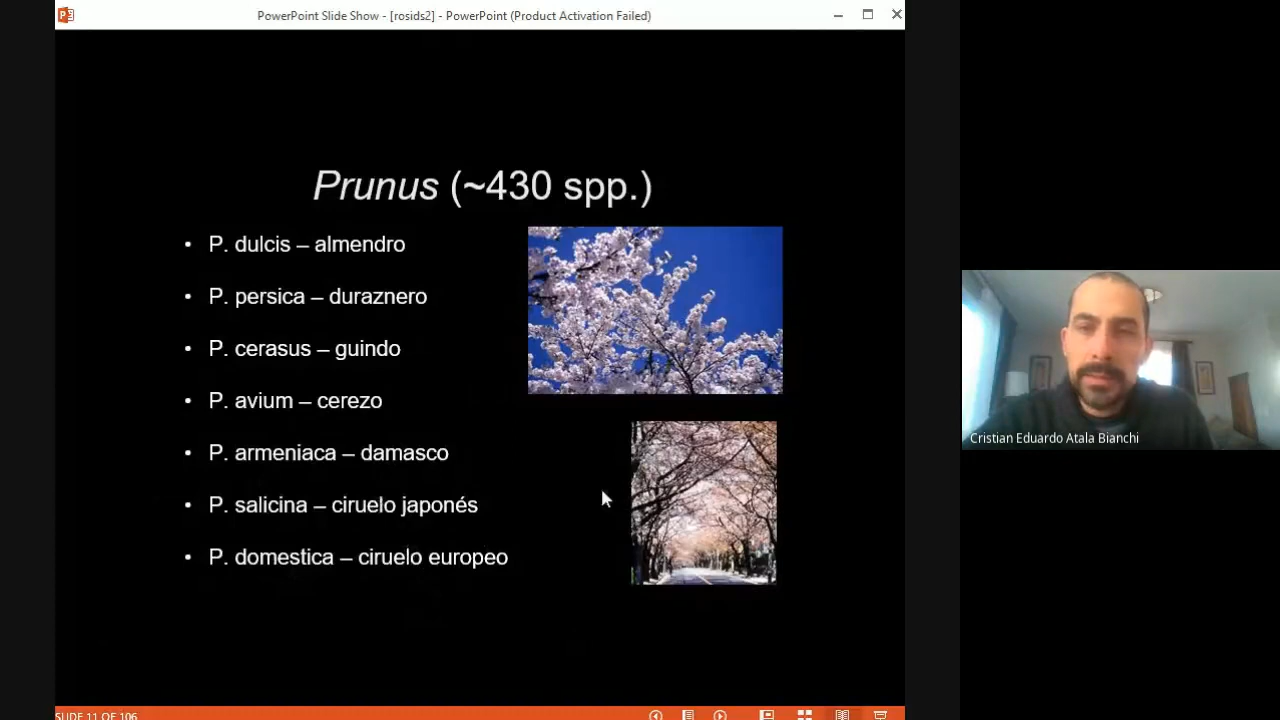 PowerPoint Slide Show - [rosids2] - PowerPoint (Product Activation Failed)
Prunus (~430 spp.)
• P. dulcis – almendro
• P. persica – duraznero
• P. cerasus – guindo
• P. avium – cerezo
• P. armeniaca – damasco
• P. salicina – ciruelo japonés
• P. domestica – ciruelo europeo
Cristian Eduardo Atala Bianchi
SLIDE 11 OF 106